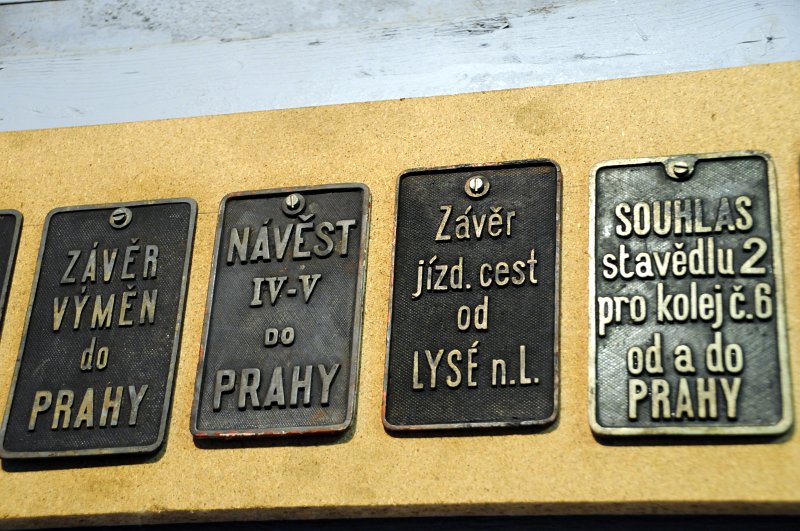 ZÁVĚR
VÝMĚN
do
PRAHY
NÁVĚST
IV-V
DO
PRAHY
Závěr
jízd. cest
od
LYSÉ n.L.
SOUHLAS
stavědlu 2
pro kolej č.6
od a do
PRAHY